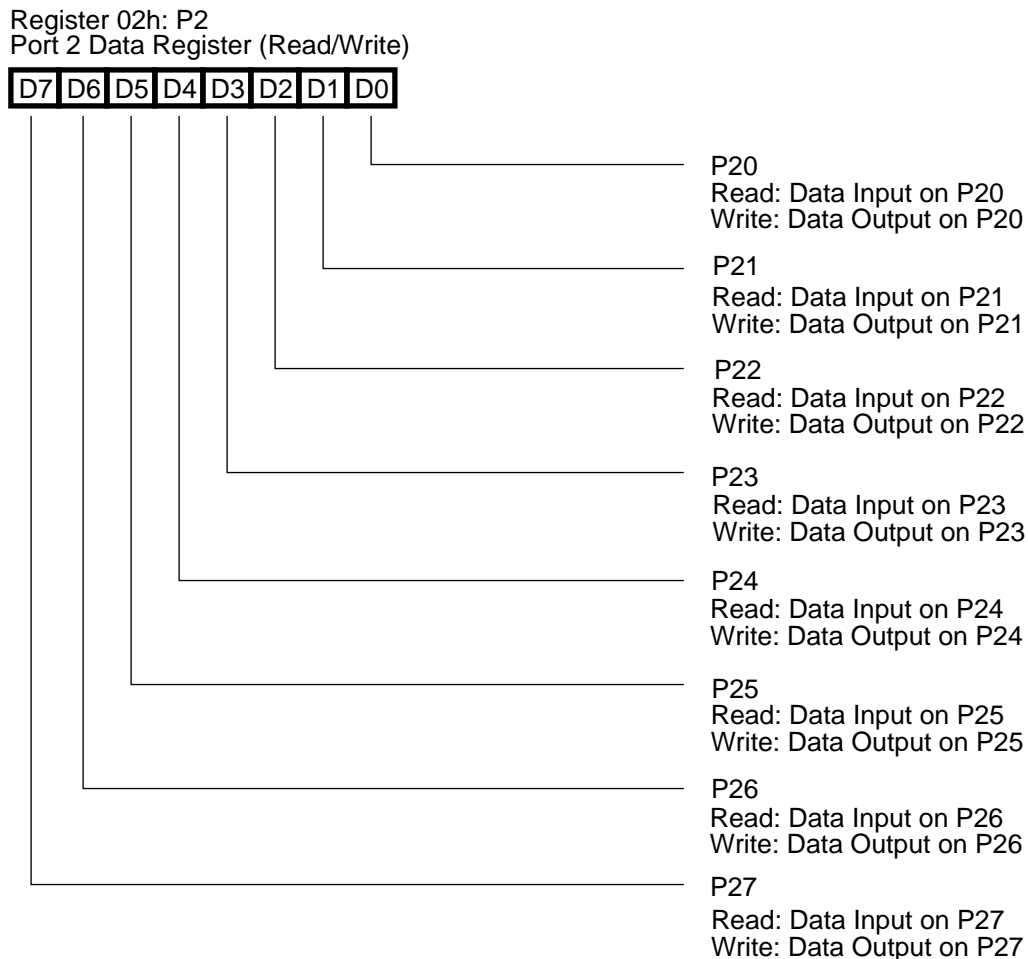 Register 02h: P2
Port 2 Data Register (Read/Write)
D7 D6 D5 D4 D3 D2 D1 D0
P20
Read: Data Input on P20
Write: Data Output on P20
P21
Read: Data Input on P21
Write: Data Output on P21
P22
Read: Data Input on P22
Write: Data Output on P22
P23
Read: Data Input on P23
Write: Data Output on P23
P24
Read: Data Input on P24
Write: Data Output on P24
P25
Read: Data Input on P25
Write: Data Output on P25
P26
Read: Data Input on P26
Write: Data Output on P26
P27
Read: Data Input on P27
Write: Data Output on P27